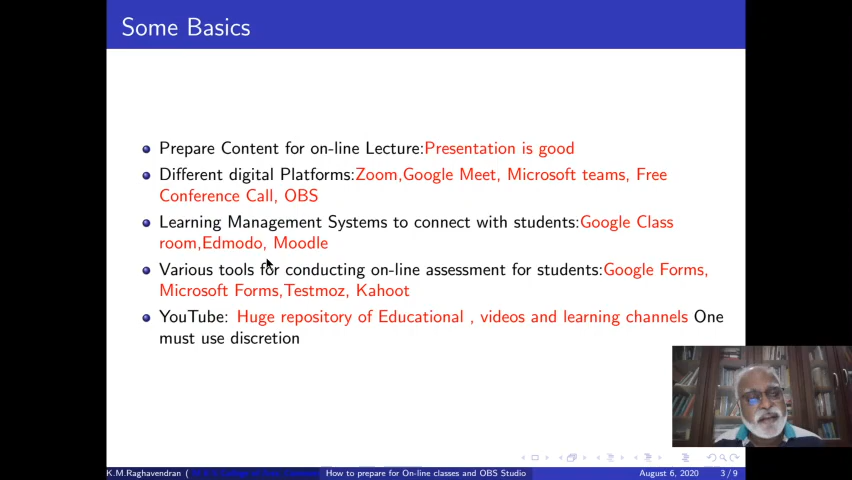 Some Basics
Prepare Content for on-line Lecture:Presentation is good
Different digital Platforms:Zoom,Google Meet, Microsoft teams, Free
Conference Call, OBS
Learning Management Systems to connect with students:Google Class
room,Edmodo, Moodle
Various tools for conducting on-line assessment for students:Google Forms,
Microsoft Forms,Testmoz, Kahoot
YouTube: Huge repository of Educational , videos and learning channels One
must use discretion
K.M.Raghavendran ( How to prepare for On-line classes and OBS Studio August 6, 2020 3 / 9